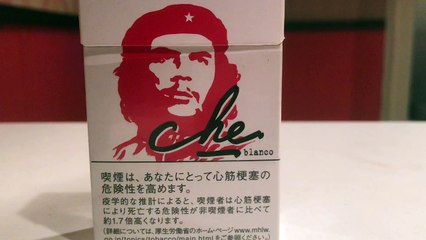 che
blanco
喫煙は、あなたにとって心筋梗塞の
危険性を高めます。
疫学的な推計によると、喫煙者は心筋梗塞
により死亡する危険性が非喫煙者に比べて
約1.7倍高くなります。
(詳細については、厚生労働省のホーム・ページ www.mhlw.
go.jp/topics/tobacco/main.htmlをご参照ください。)